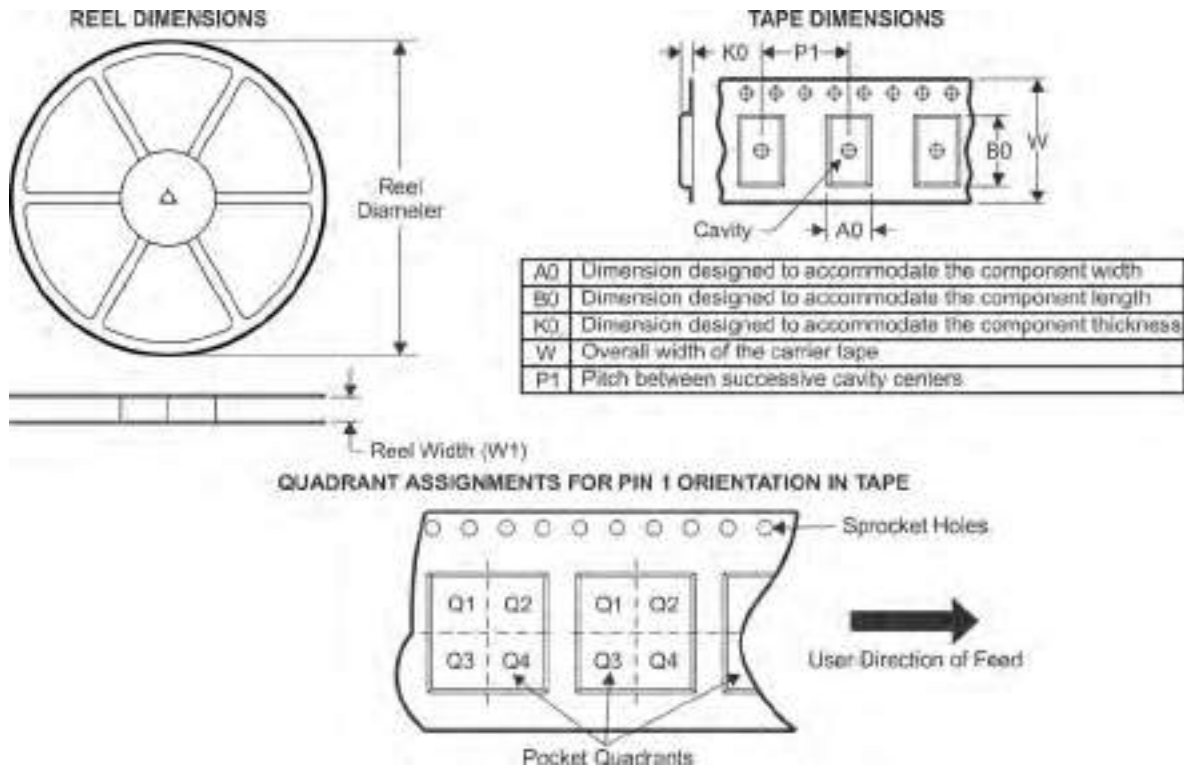 REEL DIMENSIONS
Reel
Diameter
Reel Width (W1)
TAPE DIMENSIONS
K0
P1
B0
W
Cavity
A0
A0 Dimension designed to accommodate the component width
B0 Dimension designed to accommodate the component length
K0 Dimension designed to accommodate the component thickness
W Overall width of the carrier tape
P1 Pitch between successive cavity centers
QUADRANT ASSIGNMENTS FOR PIN 1 ORIENTATION IN TAPE
Sprocket Holes
Q1 Q2 Q1 Q2
Q3 Q4 Q3 Q4
User Direction of Feed
Pocket Quadrants